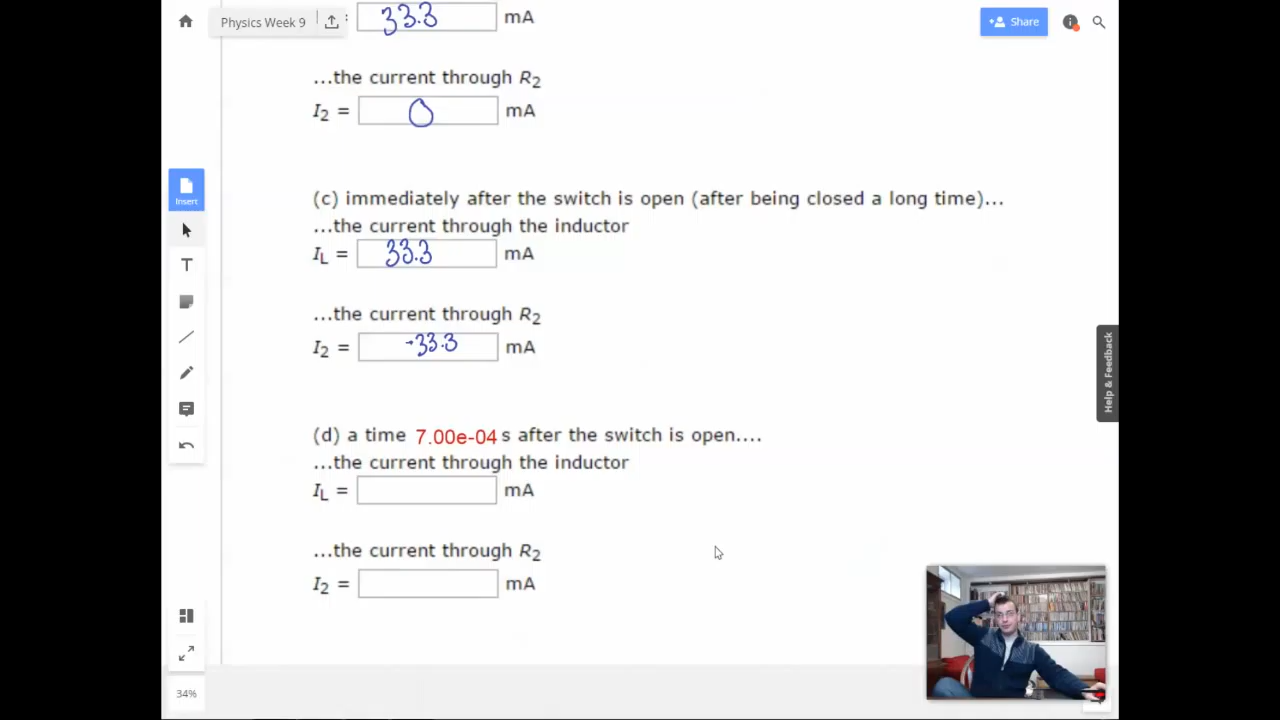 Physics Week 9
: 33.3 mA
Share
...the current through R2
I2 = 0 mA
Insert
(c) immediately after the switch is open (after being closed a long time)...
...the current through the inductor
IL = 33.3 mA
T
...the current through R2
I2 = -33.3 mA
Help & Feedback
(d) a time 7.00e-04 s after the switch is open....
...the current through the inductor
IL = mA
...the current through R2
I2 = mA
34%